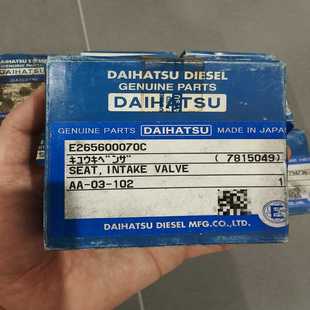 DAIHATSU DIESEL
GENUINE PARTS
DAIHATSU
GENUINE PARTS DAIHATSU MADE IN JAPAN
E265600070C
ｷﾕｳｷﾍﾞﾝｻﾞ (7815049)
SEAT, INTAKE VALVE
AA-03-102 1
DAIHATSU DIESEL MFG.CO.,LTD.